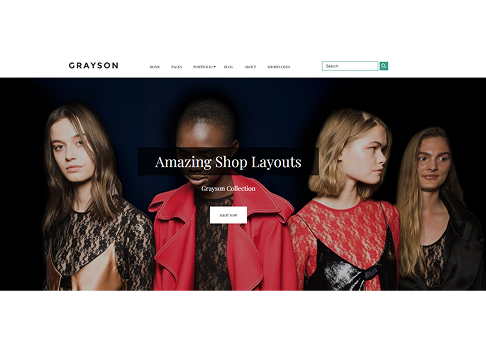 GRAYSON
HOME PAGES PORTFOLIO BLOG ABOUT SHORTCODES
Search
Amazing Shop Layouts
Grayson Collection
SHOP NOW